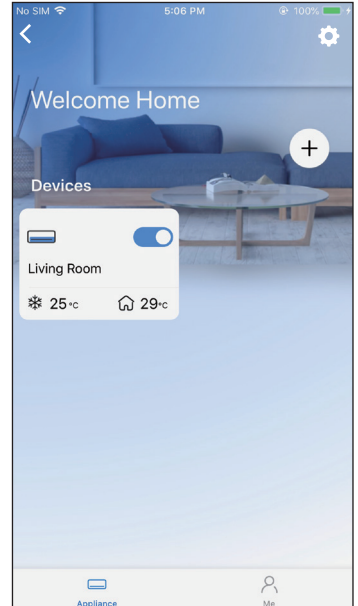 No SIM 5:06 PM 100%
Welcome Home
+
Devices
Living Room
25°C 29°C
Appliance Me